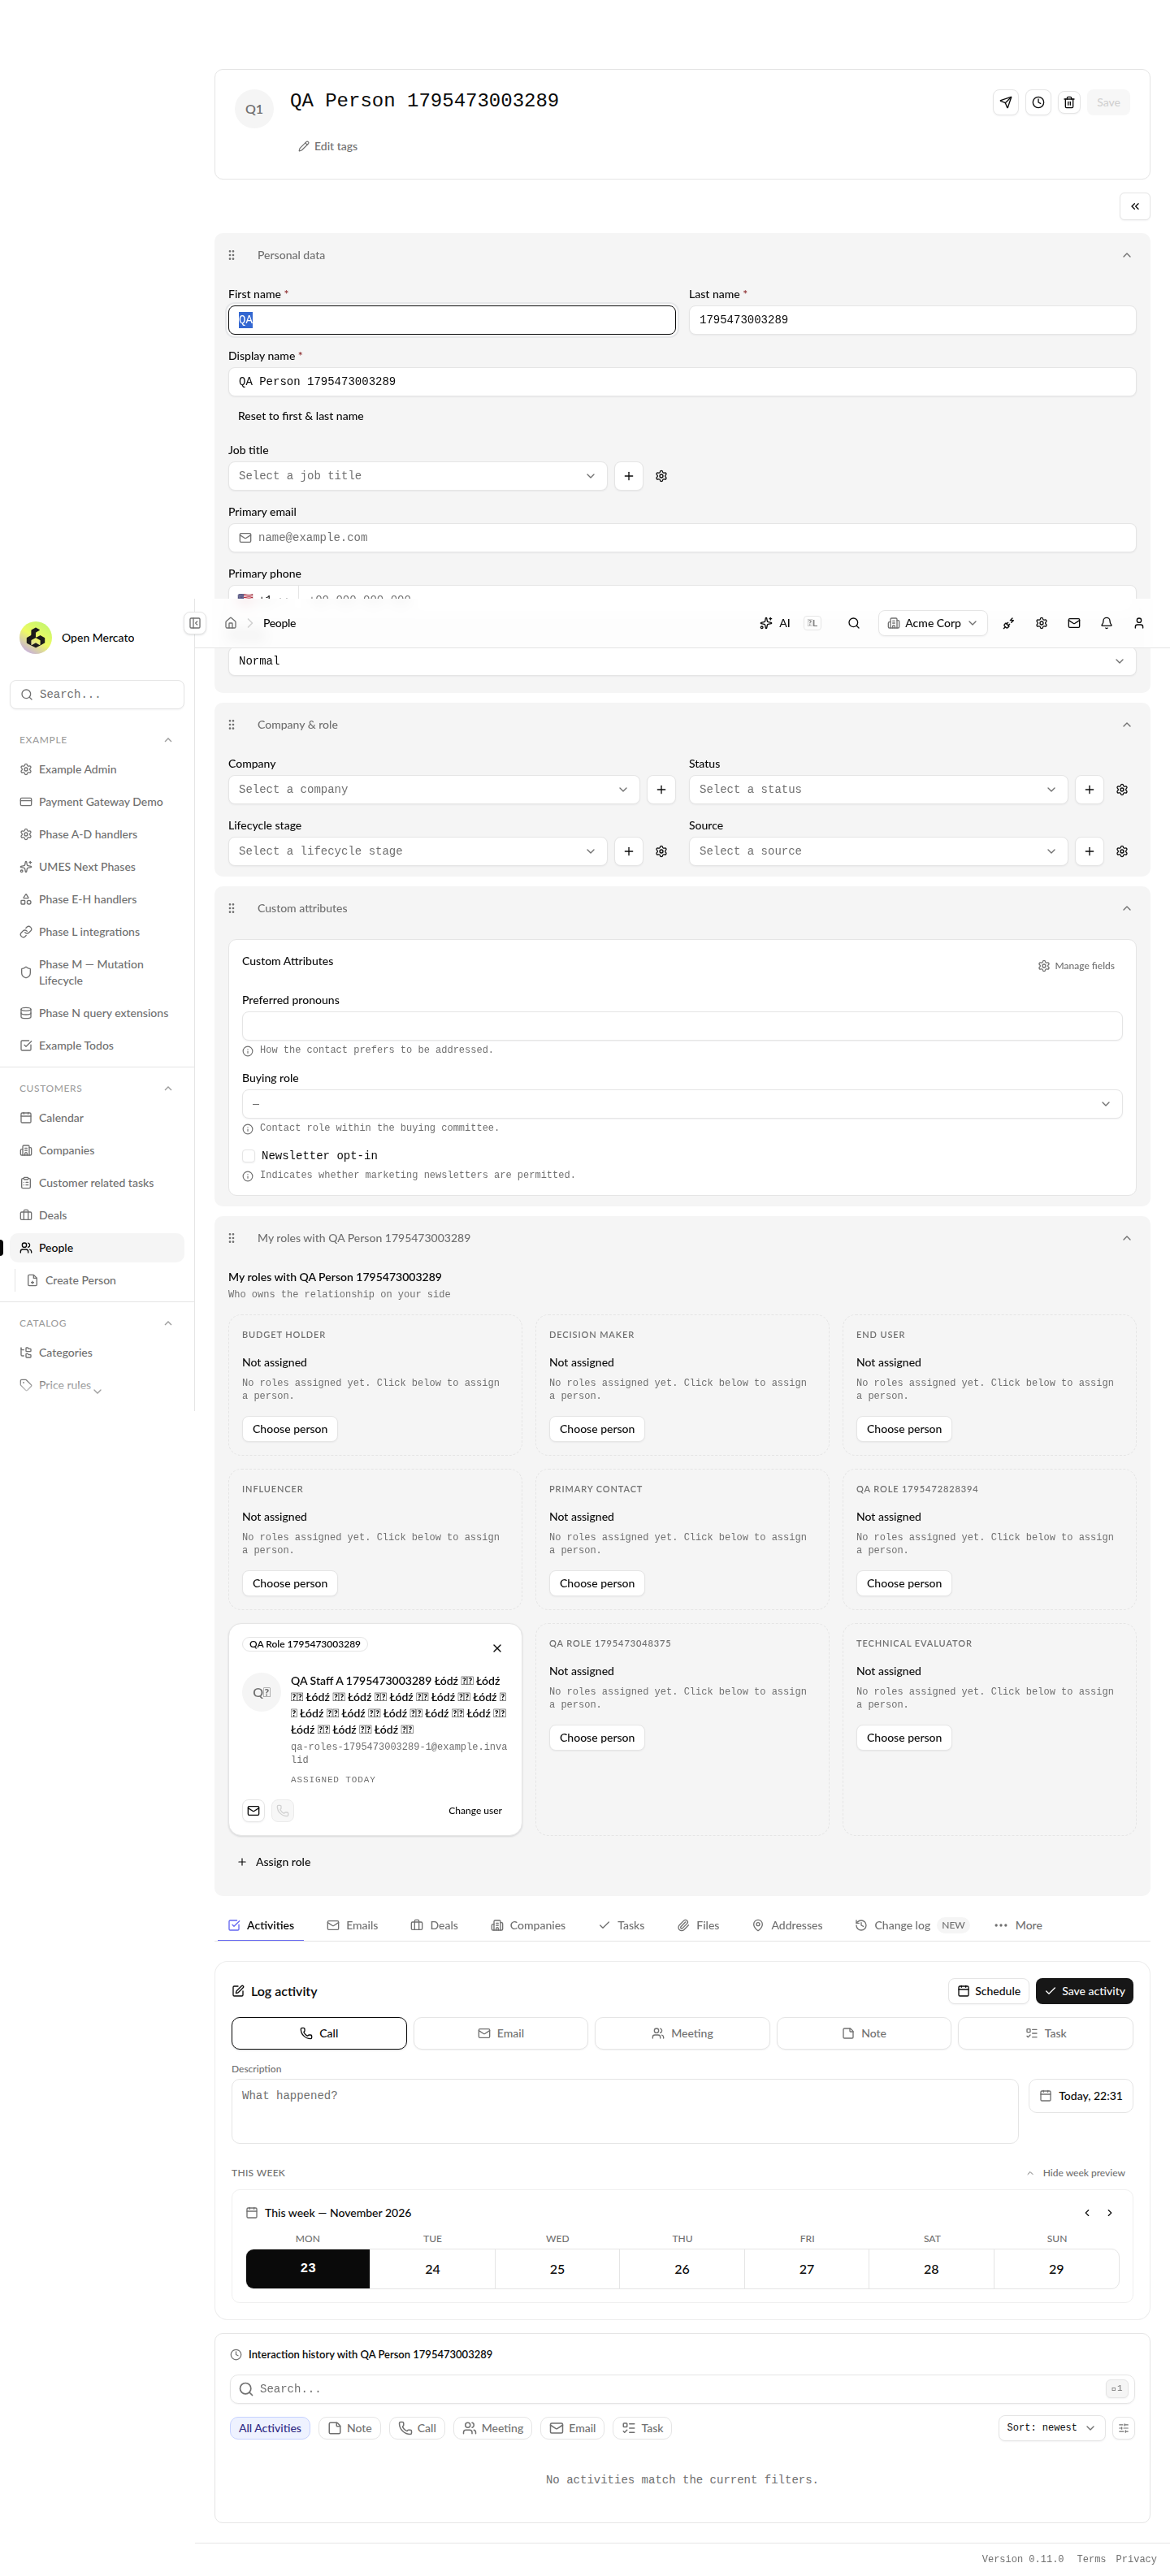 Q1
QA Person 1795473003289
Save
Edit tags
Personal data
First name *
Last name *
QA
1795473003289
Display name *
QA Person 1795473003289
Reset to first & last name
Job title
Select a job title
Primary email
name@example.com
Primary phone
Open Mercato
People
AI
Acme Corp
Normal
Search...
EXAMPLE
Example Admin
Payment Gateway Demo
Phase A-D handlers
UMES Next Phases
Phase E-H handlers
Phase L integrations
Phase M — Mutation
Lifecycle
Phase N query extensions
Example Todos
CUSTOMERS
Calendar
Companies
Customer related tasks
Deals
People
Create Person
CATALOG
Categories
Price rules
Company & role
Company
Status
Select a company
Select a status
Lifecycle stage
Source
Select a lifecycle stage
Select a source
Custom attributes
Custom Attributes
Manage fields
Preferred pronouns
How the contact prefers to be addressed.
Buying role
—
Contact role within the buying committee.
Newsletter opt-in
Indicates whether marketing newsletters are permitted.
My roles with QA Person 1795473003289
My roles with QA Person 1795473003289
Who owns the relationship on your side
BUDGET HOLDER
Not assigned
No roles assigned yet. Click below to assign
a person.
Choose person
DECISION MAKER
Not assigned
No roles assigned yet. Click below to assign
a person.
Choose person
END USER
Not assigned
No roles assigned yet. Click below to assign
a person.
Choose person
INFLUENCER
Not assigned
No roles assigned yet. Click below to assign
a person.
Choose person
PRIMARY CONTACT
Not assigned
No roles assigned yet. Click below to assign
a person.
Choose person
QA ROLE 1795472828394
Not assigned
No roles assigned yet. Click below to assign
a person.
Choose person
QA Role 1795473003289
Q
QA Staff A 1795473003289 Łódź Łódź
Łódź Łódź Łódź Łódź Łódź
Łódź Łódź Łódź Łódź Łódź
Łódź Łódź Łódź
qa-roles-1795473003289-1@example.inva
lid
ASSIGNED TODAY
Change user
QA ROLE 1795473048375
Not assigned
No roles assigned yet. Click below to assign
a person.
Choose person
TECHNICAL EVALUATOR
Not assigned
No roles assigned yet. Click below to assign
a person.
Choose person
Assign role
Activities
Emails
Deals
Companies
Tasks
Files
Addresses
Change log NEW
More
Log activity
Schedule
Save activity
Call
Email
Meeting
Note
Task
Description
What happened?
Today, 22:31
THIS WEEK
Hide week preview
This week — November 2026
MON TUE WED THU FRI SAT SUN
23 24 25 26 27 28 29
Interaction history with QA Person 1795473003289
Search...
All Activities
Note
Call
Meeting
Email
Task
Sort: newest
No activities match the current filters.
Version 0.11.0 Terms Privacy